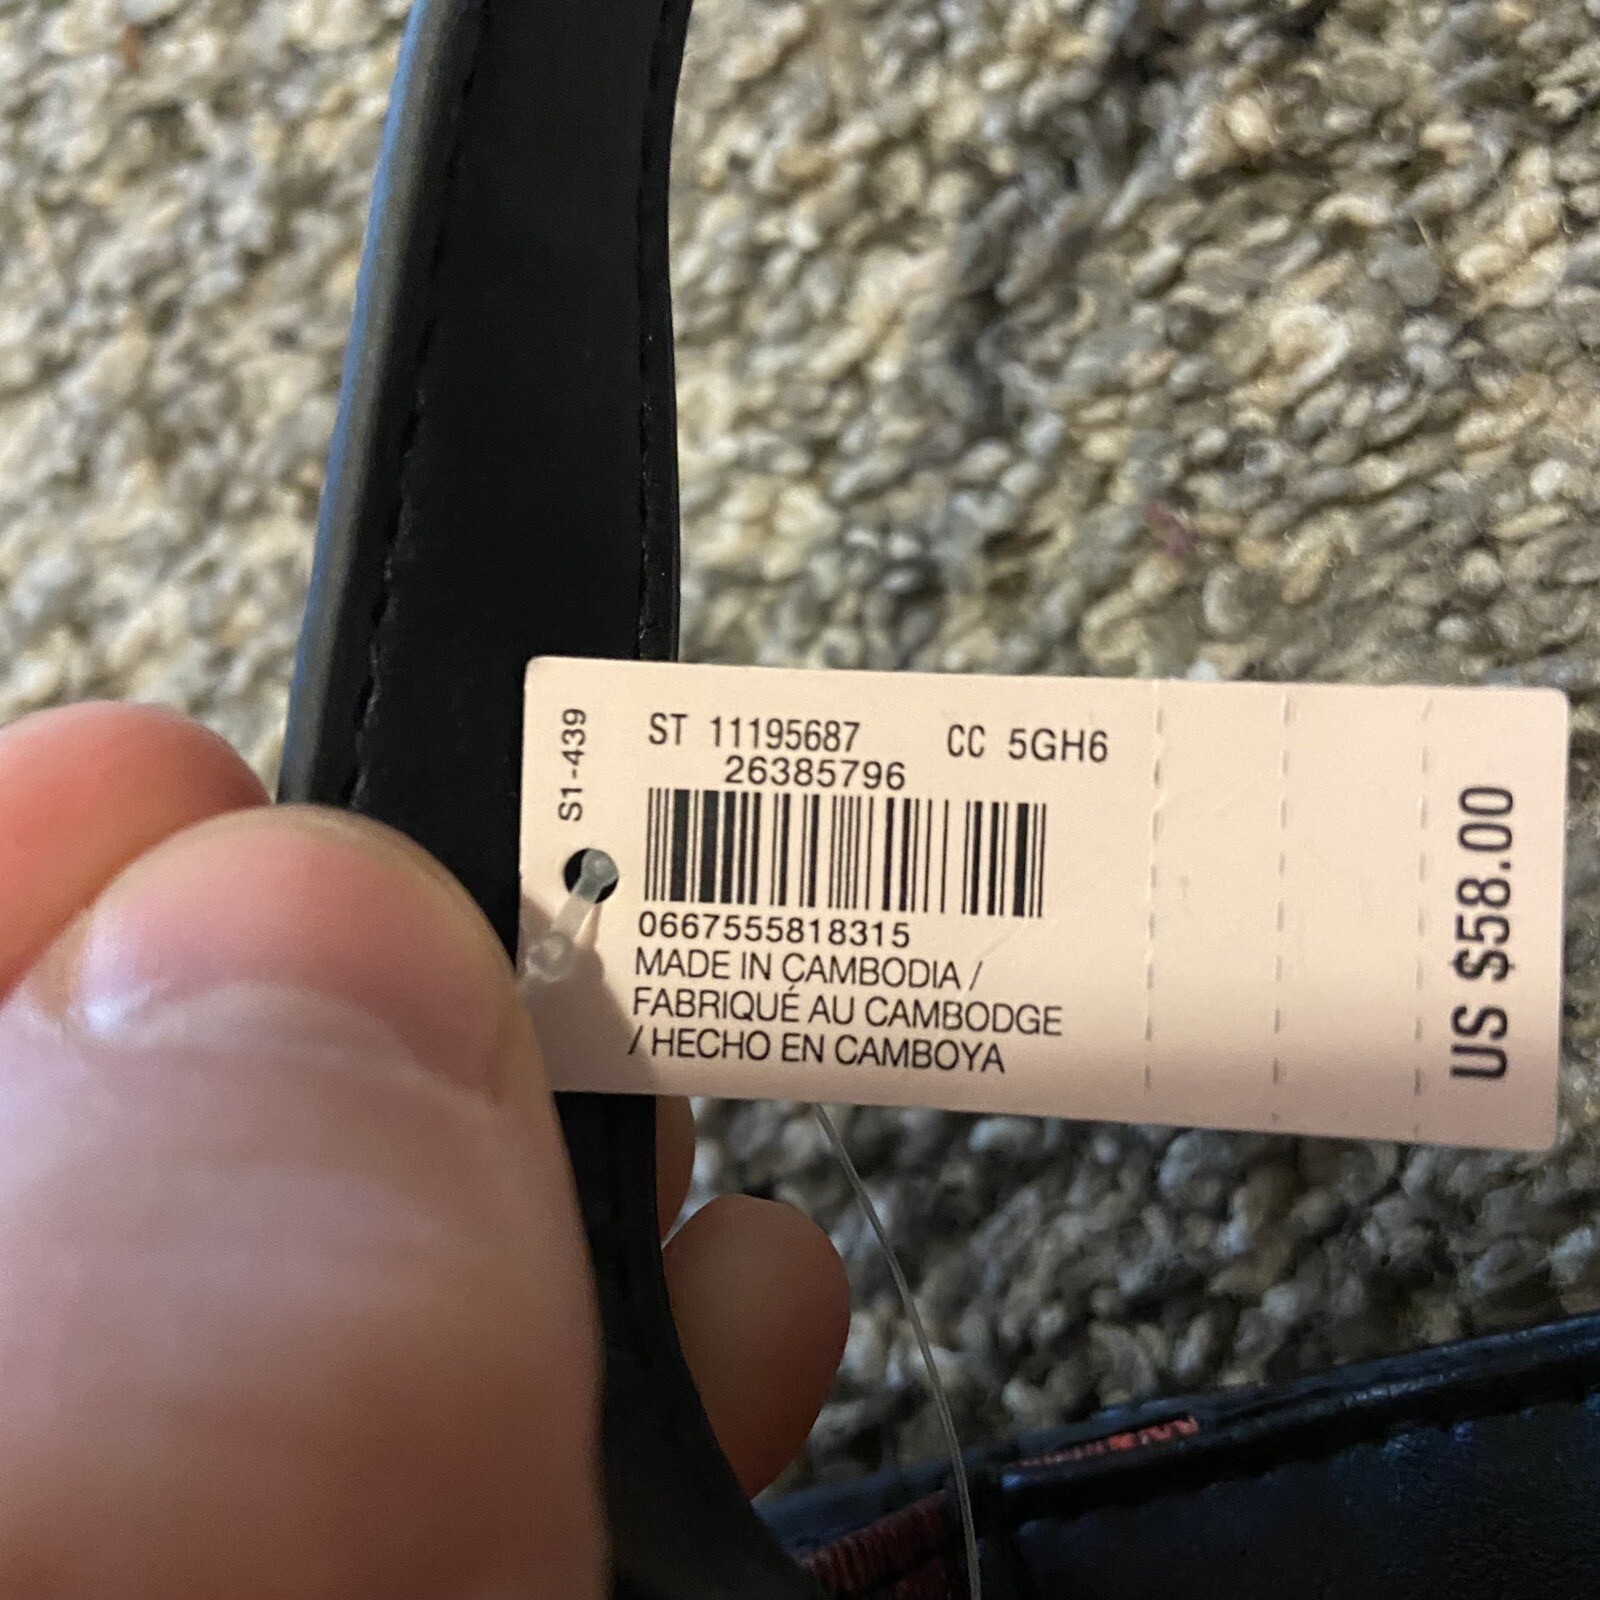 S1-439
ST 11195687 CC 5GH6
26385796
0667555818315
MADE IN CAMBODIA /
FABRIQUÉ AU CAMBODGE
/ HECHO EN CAMBOYA
US $58.00